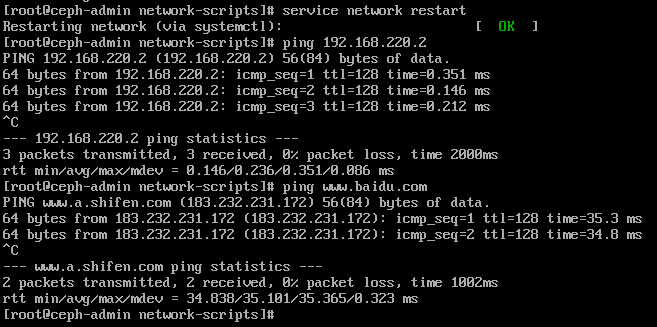 [root@ceph-admin network-scripts]# service network restart
Restarting network (via systemctl):                        [  OK  ]
[root@ceph-admin network-scripts]# ping 192.168.220.2
PING 192.168.220.2 (192.168.220.2) 56(84) bytes of data.
64 bytes from 192.168.220.2: icmp_seq=1 ttl=128 time=0.351 ms
64 bytes from 192.168.220.2: icmp_seq=2 ttl=128 time=0.146 ms
64 bytes from 192.168.220.2: icmp_seq=3 ttl=128 time=0.212 ms
^C
--- 192.168.220.2 ping statistics ---
3 packets transmitted, 3 received, 0% packet loss, time 2000ms
rtt min/avg/max/mdev = 0.146/0.236/0.351/0.086 ms
[root@ceph-admin network-scripts]# ping www.baidu.com
PING www.a.shifen.com (183.232.231.172) 56(84) bytes of data.
64 bytes from 183.232.231.172 (183.232.231.172): icmp_seq=1 ttl=128 time=35.3 ms
64 bytes from 183.232.231.172 (183.232.231.172): icmp_seq=2 ttl=128 time=34.8 ms
^C
--- www.a.shifen.com ping statistics ---
2 packets transmitted, 2 received, 0% packet loss, time 1002ms
rtt min/avg/max/mdev = 34.838/35.101/35.365/0.323 ms
[root@ceph-admin network-scripts]#